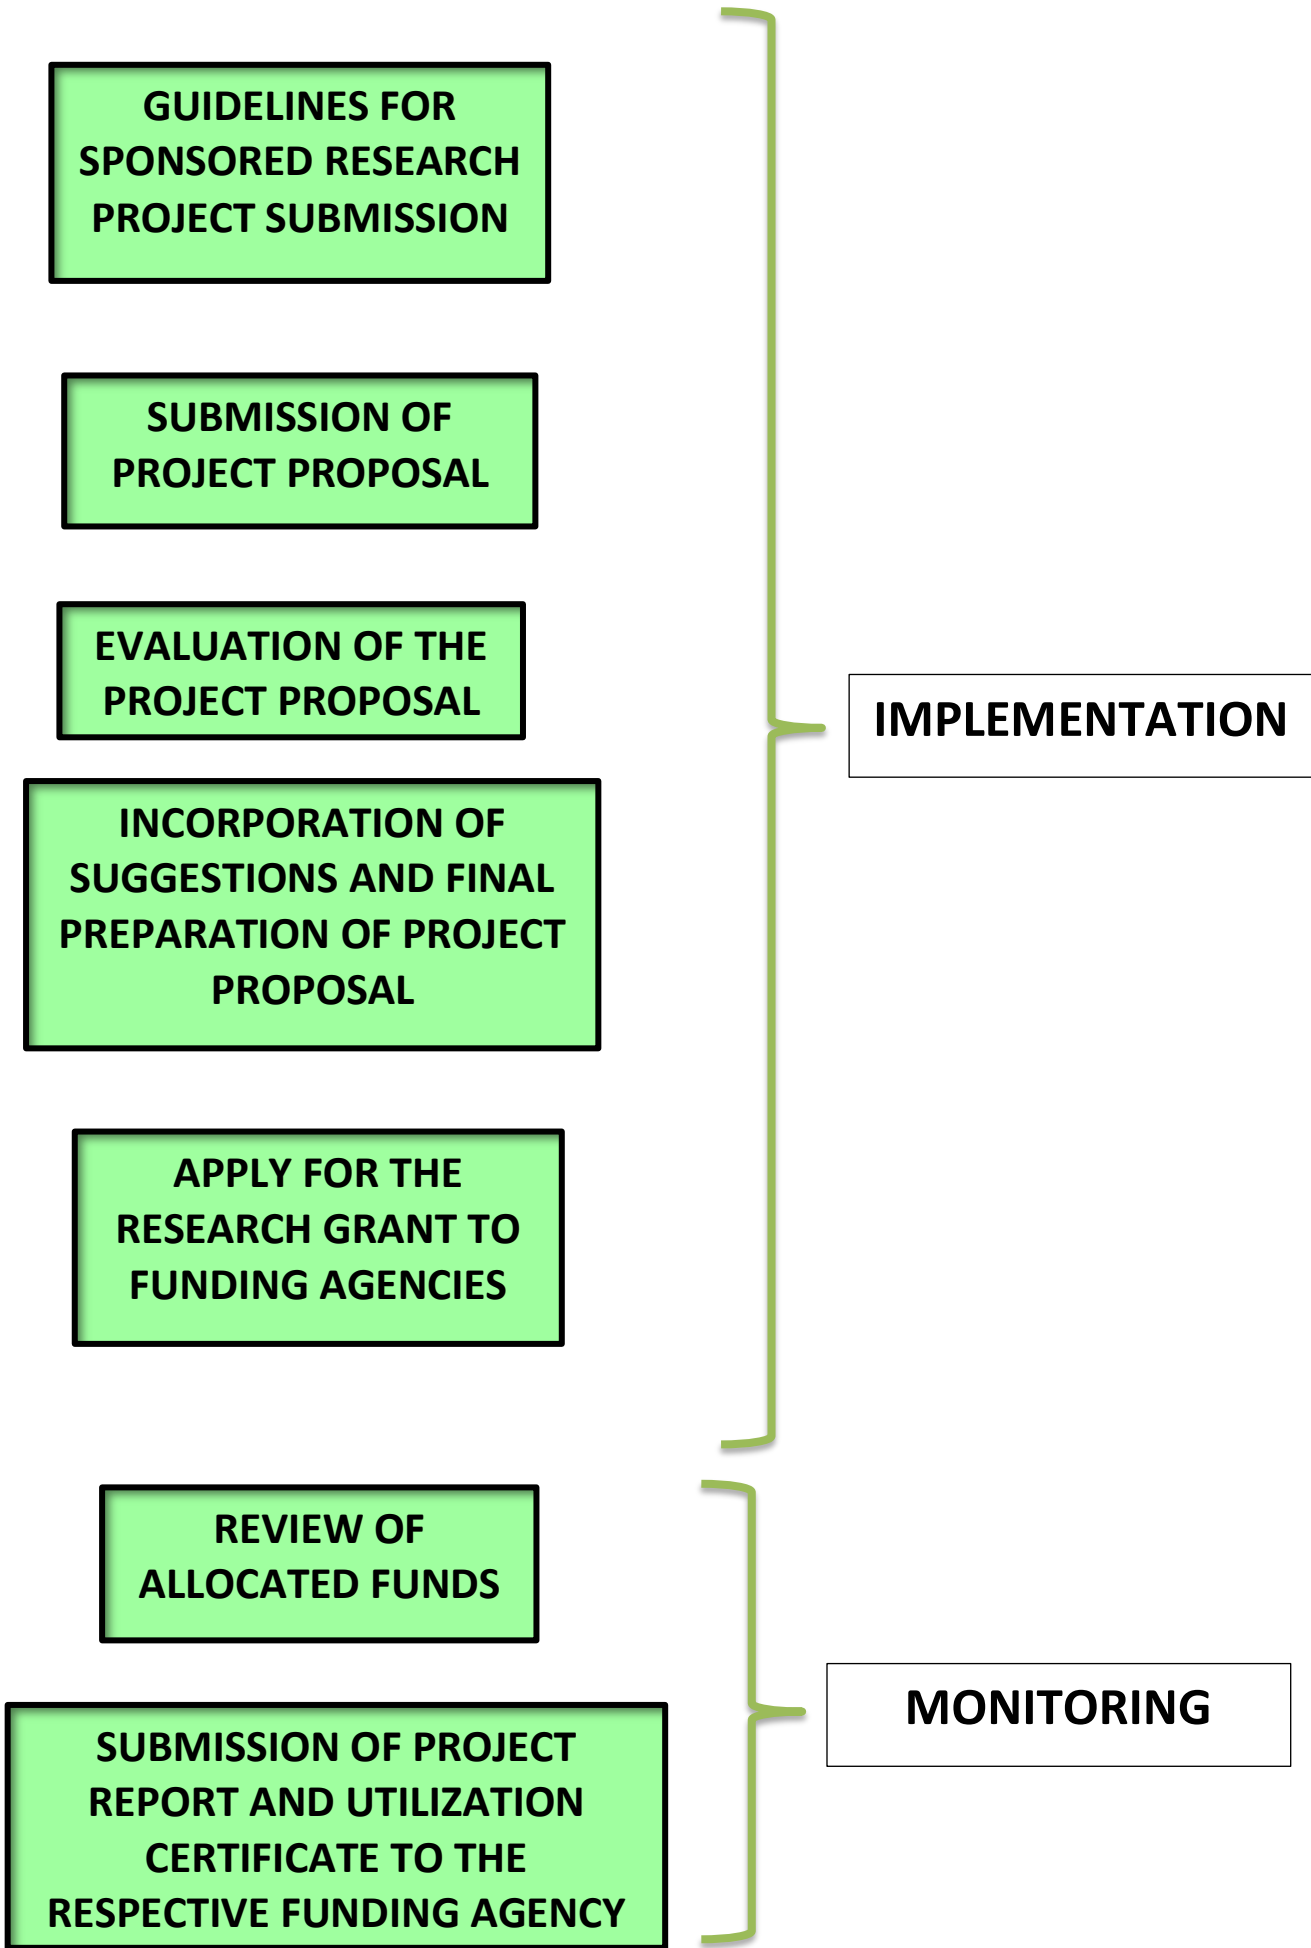 GUIDELINES FOR
SPONSORED RESEARCH
PROJECT SUBMISSION
SUBMISSION OF
PROJECT PROPOSAL
EVALUATION OF THE
PROJECT PROPOSAL
IMPLEMENTATION
INCORPORATION OF
SUGGESTIONS AND FINAL
PREPARATION OF PROJECT
PROPOSAL
APPLY FOR THE
RESEARCH GRANT TO
FUNDING AGENCIES
REVIEW OF
ALLOCATED FUNDS
MONITORING
SUBMISSION OF PROJECT
REPORT AND UTILIZATION
CERTIFICATE TO THE
RESPECTIVE FUNDING AGENCY